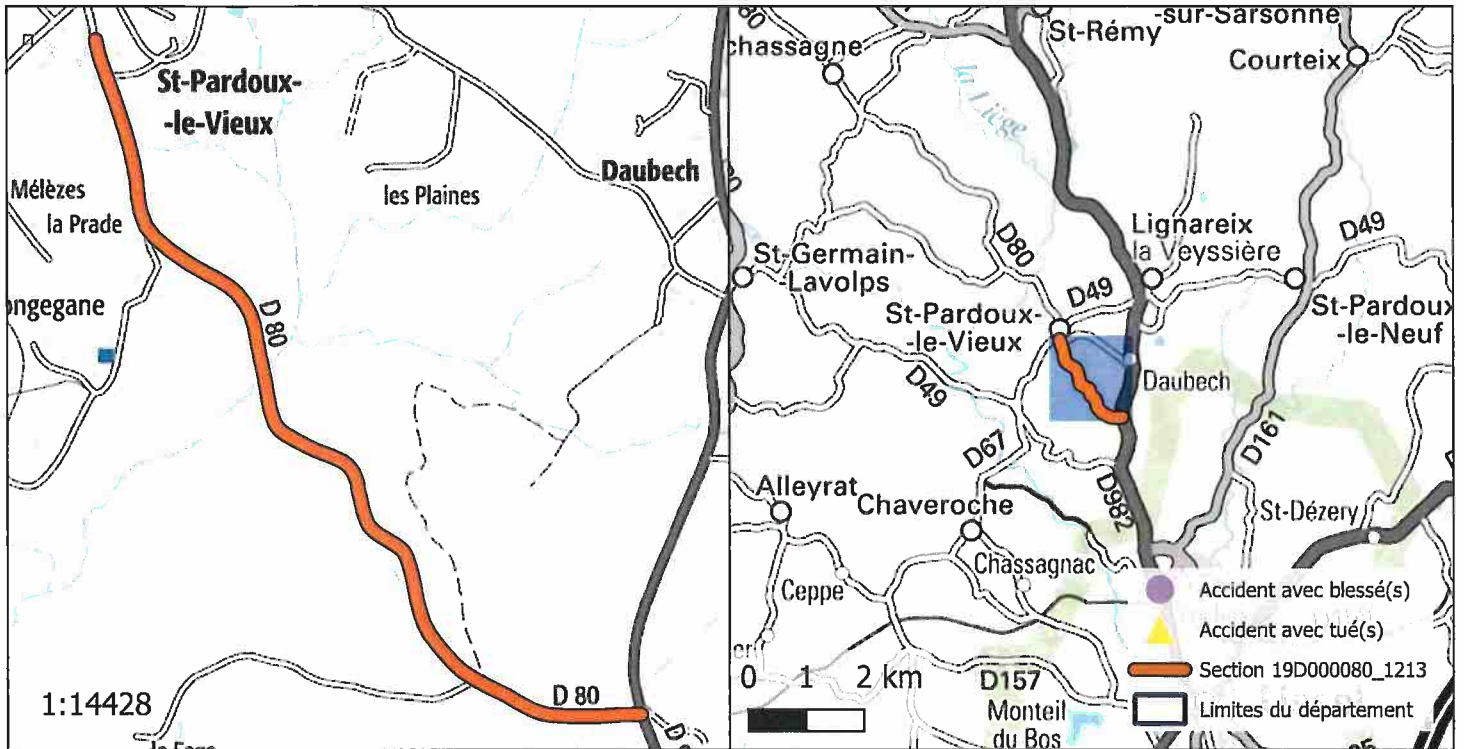 St-Pardoux-
-le-Vieux
Daubech
les Plaines
Mélèzes
la Prade
ongegane
D 80
D 80
1:14428
80
-sur-Sarsonne
St-Rémy
chassagne
Courteix
la Liège
Lignareix
la Veyssière
D49
D80
St-Germain-
-Lavolps
D49
St-Pardoux-
-le-Vieux
St-Pardoux
-le-Neuf
Daubech
D49
D67
D161
D982
Alleyrat
Chaveroche
St-Dézery
Chassagnac
Ceppe
0 1 2 km
D157
Monteil
du Bos
Accident avec blessé(s)
Accident avec tué(s)
Section 19D000080_1213
Limites du département